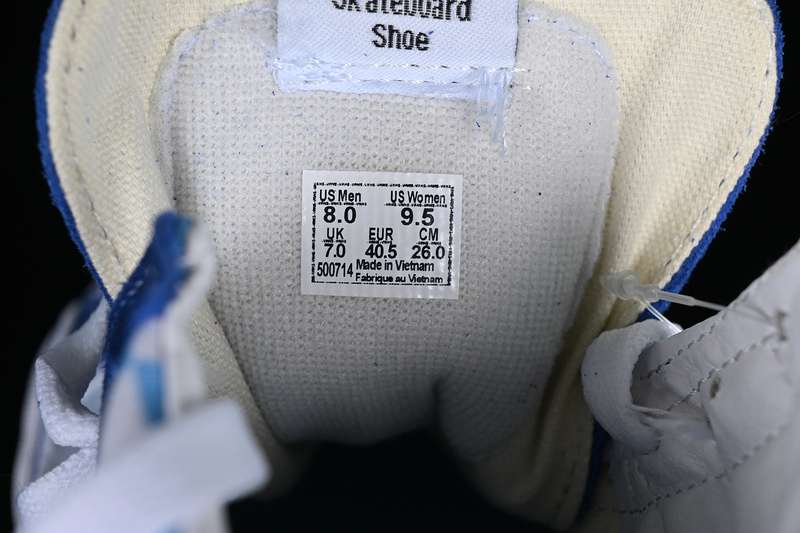 Skateboard
Shoe
US Men US Women
8.0 9.5
UK EUR CM
7.0 40.5 26.0
500714 Made in Vietnam
Fabrique au Vietnam